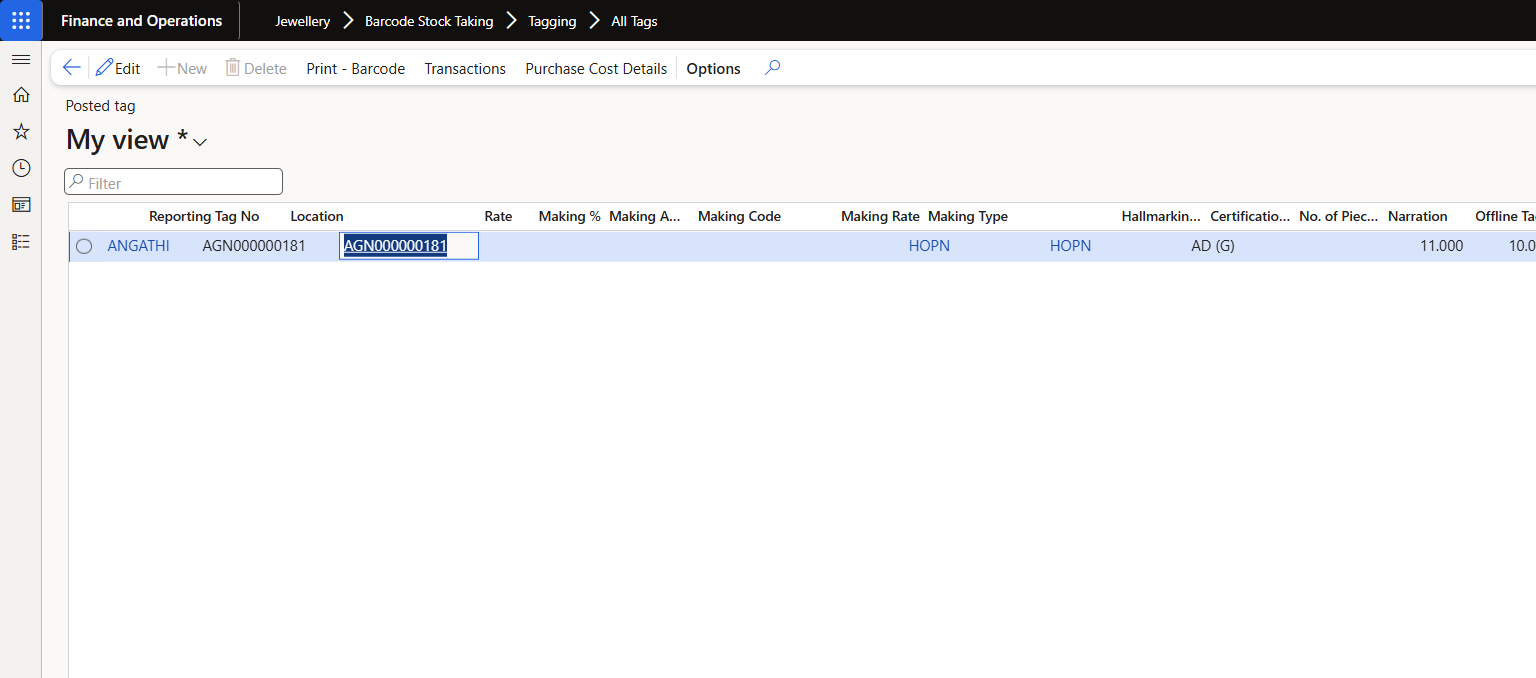 Finance and Operations Jewellery Barcode Stock Taking Tagging All Tags
Edit New Delete Print - Barcode Transactions Purchase Cost Details Options
Posted tag
My view *
Filter
Reporting Tag No Location Rate Making % Making A... Making Code Making Rate Making Type Hallmarkin... Certificatio... No. of Piec... Narration Offline Ta
ANGATHI AGN000000181 AGN000000181 HOPN HOPN AD (G) 11.000 10.0